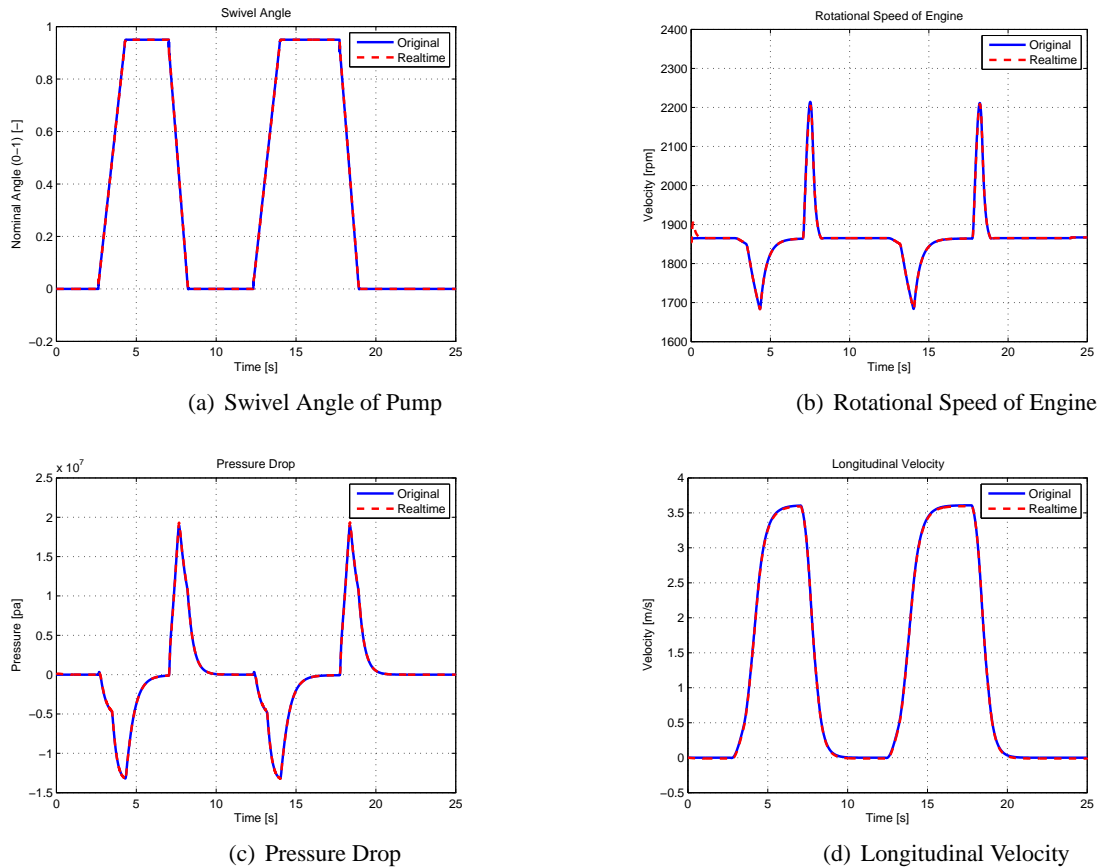 Swivel Angle
1
0.8
0.6
0.4
0.2
0
−0.2
Nominal Angle (0−1) [−]
Original
Realtime
0 5 10 15 20 25
Time [s]
(a) Swivel Angle of Pump
Rotational Speed of Engine
2400
2300
2200
2100
2000
1900
1800
1700
1600
Velocity [rpm]
Original
Realtime
0 5 10 15 20 25
Time [s]
(b) Rotational Speed of Engine
Pressure Drop
x 10^7
2.5
2
1.5
1
0.5
0
−0.5
−1
−1.5
Pressure [pa]
Original
Realtime
0 5 10 15 20 25
Time [s]
(c) Pressure Drop
Longitudinal Velocity
4
3.5
3
2.5
2
1.5
1
0.5
0
−0.5
Velocity [m/s]
Original
Realtime
0 5 10 15 20 25
Time [s]
(d) Longitudinal Velocity